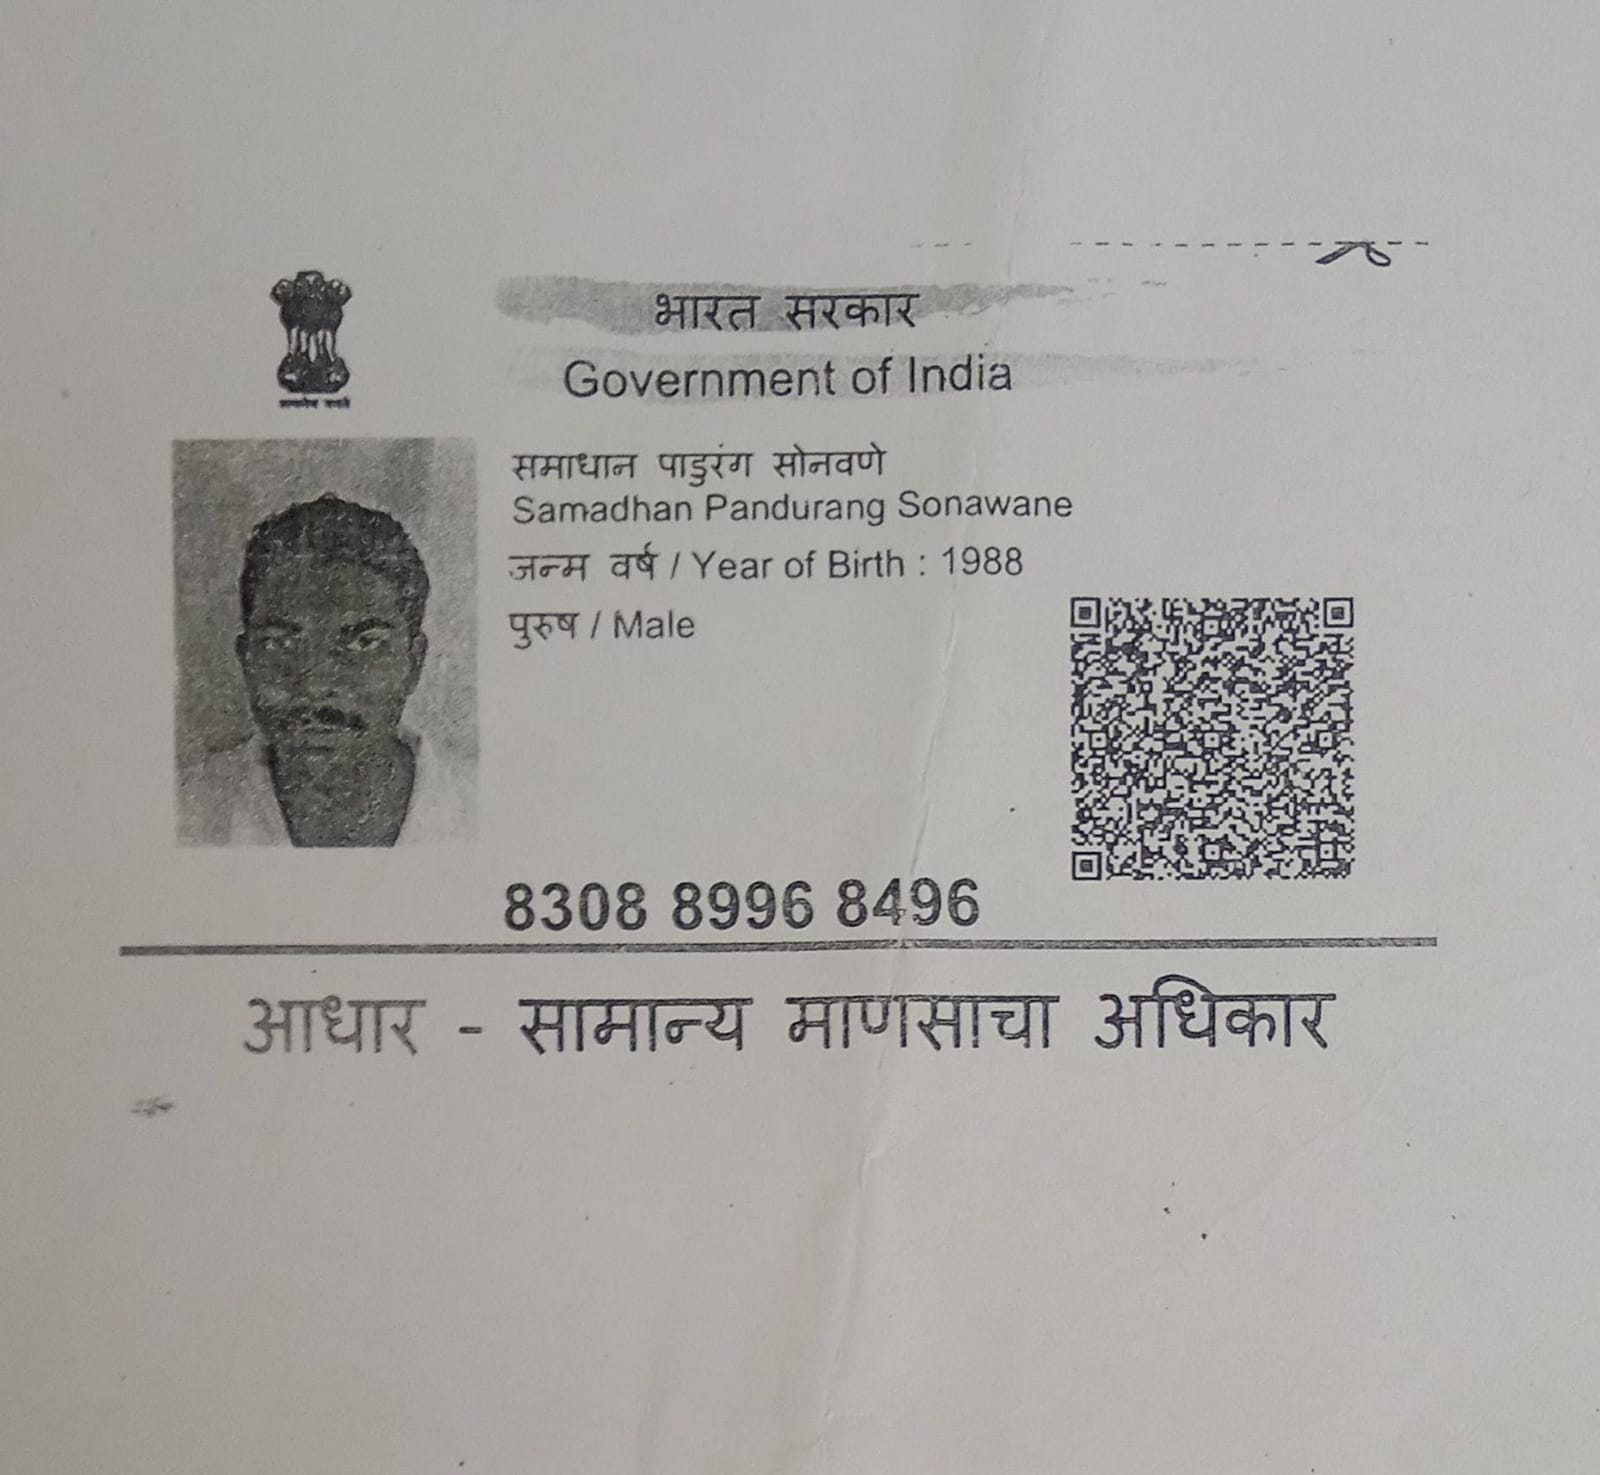 भारत सरकार
Government of India
समाधान पाडुरंग सोनवणे
Samadhan Pandurang Sonawane
जन्म वर्ष / Year of Birth : 1988
पुरुष / Male
8308 8996 8496
आधार - सामान्य माणसाचा अधिकार